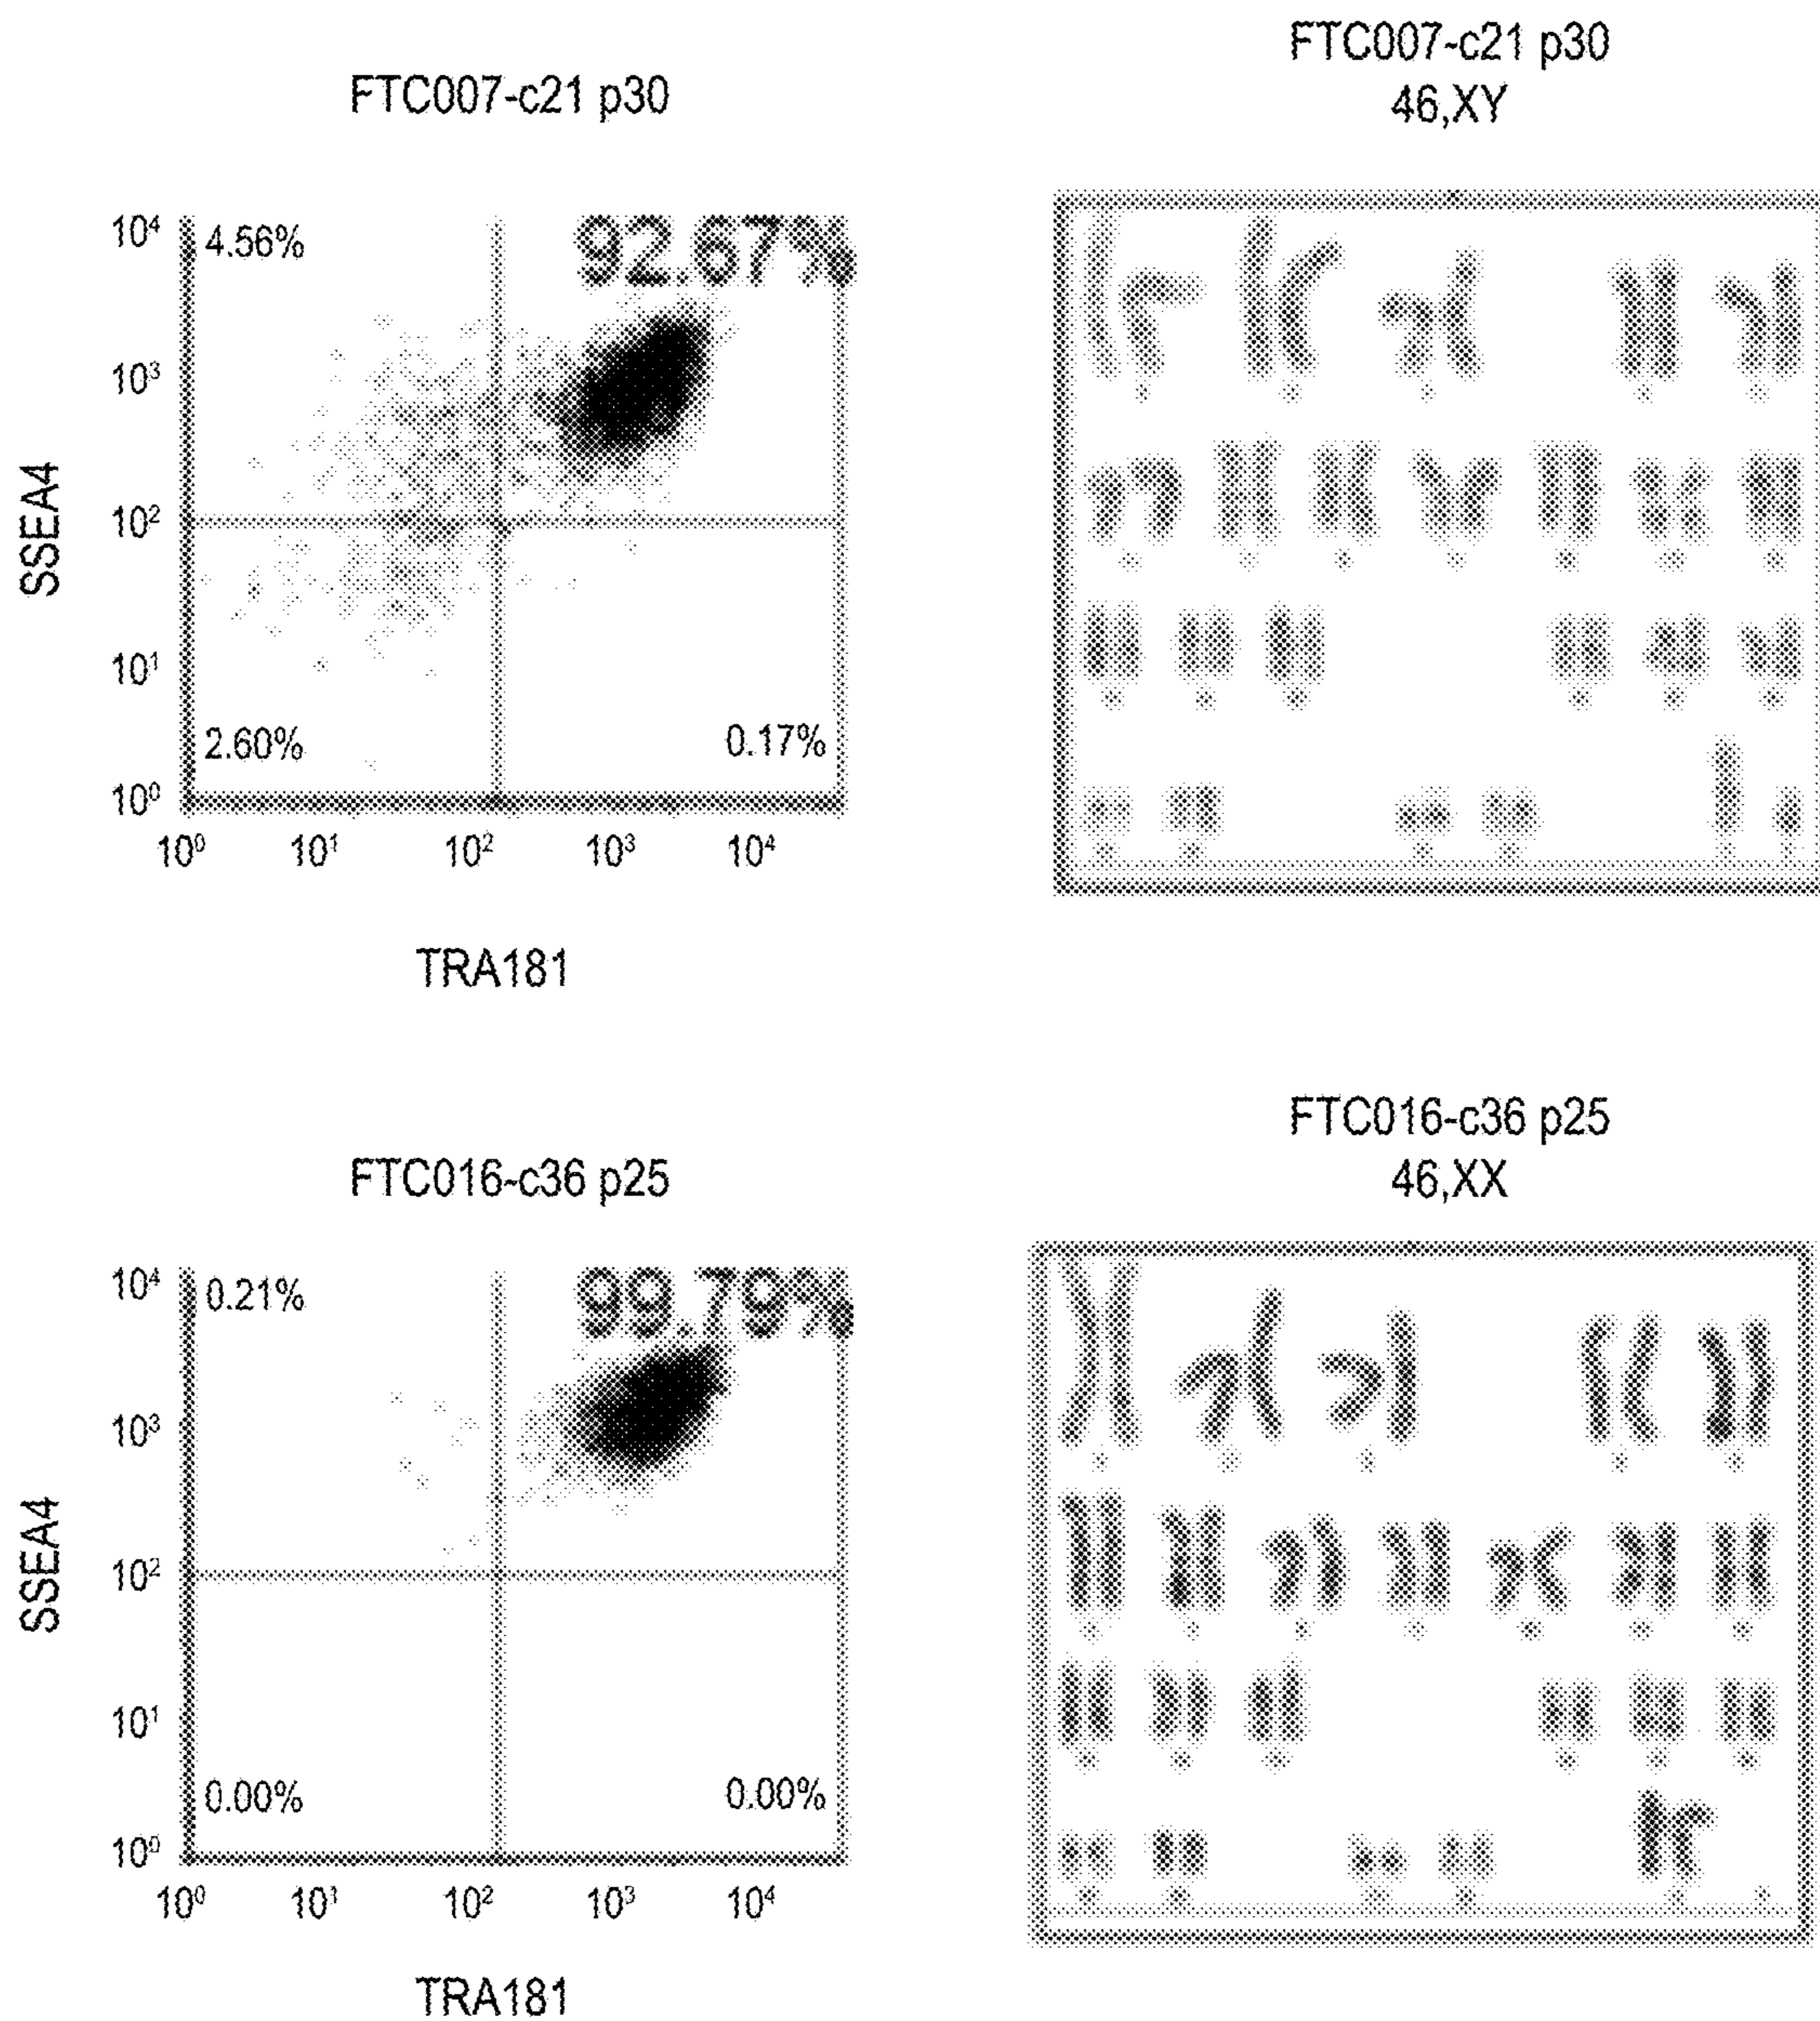 FTC007-c21 p30
FTC007-c21 p30
46,XY
10⁴
4.56%
92.67%
10³
SSEA4
10²
10¹
2.60%
0.17%
10⁰
10⁰ 10¹ 10² 10³ 10⁴
TRA181
FTC016-c36 p25
FTC016-c36 p25
46,XX
10⁴
0.21%
99.79%
10³
SSEA4
10²
10¹
0.00%
0.00%
10⁰
10⁰ 10¹ 10² 10³ 10⁴
TRA181